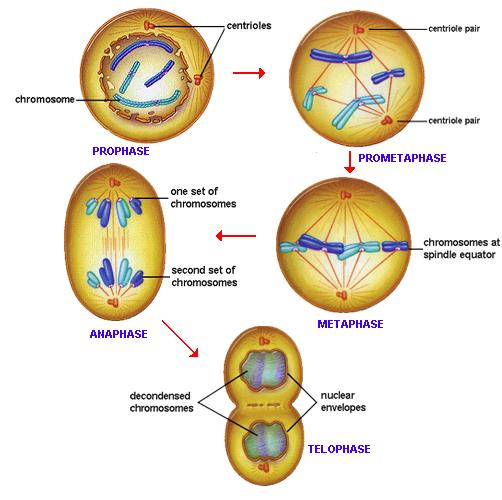 centrioles
chromosome
PROPHASE
centriole pair
centriole pair
PROMETAPHASE
one set of
chromosomes
second set of
chromosomes
ANAPHASE
chromosomes at
spindle equator
METAPHASE
decondensed
chromosomes
nuclear
envelopes
TELOPHASE